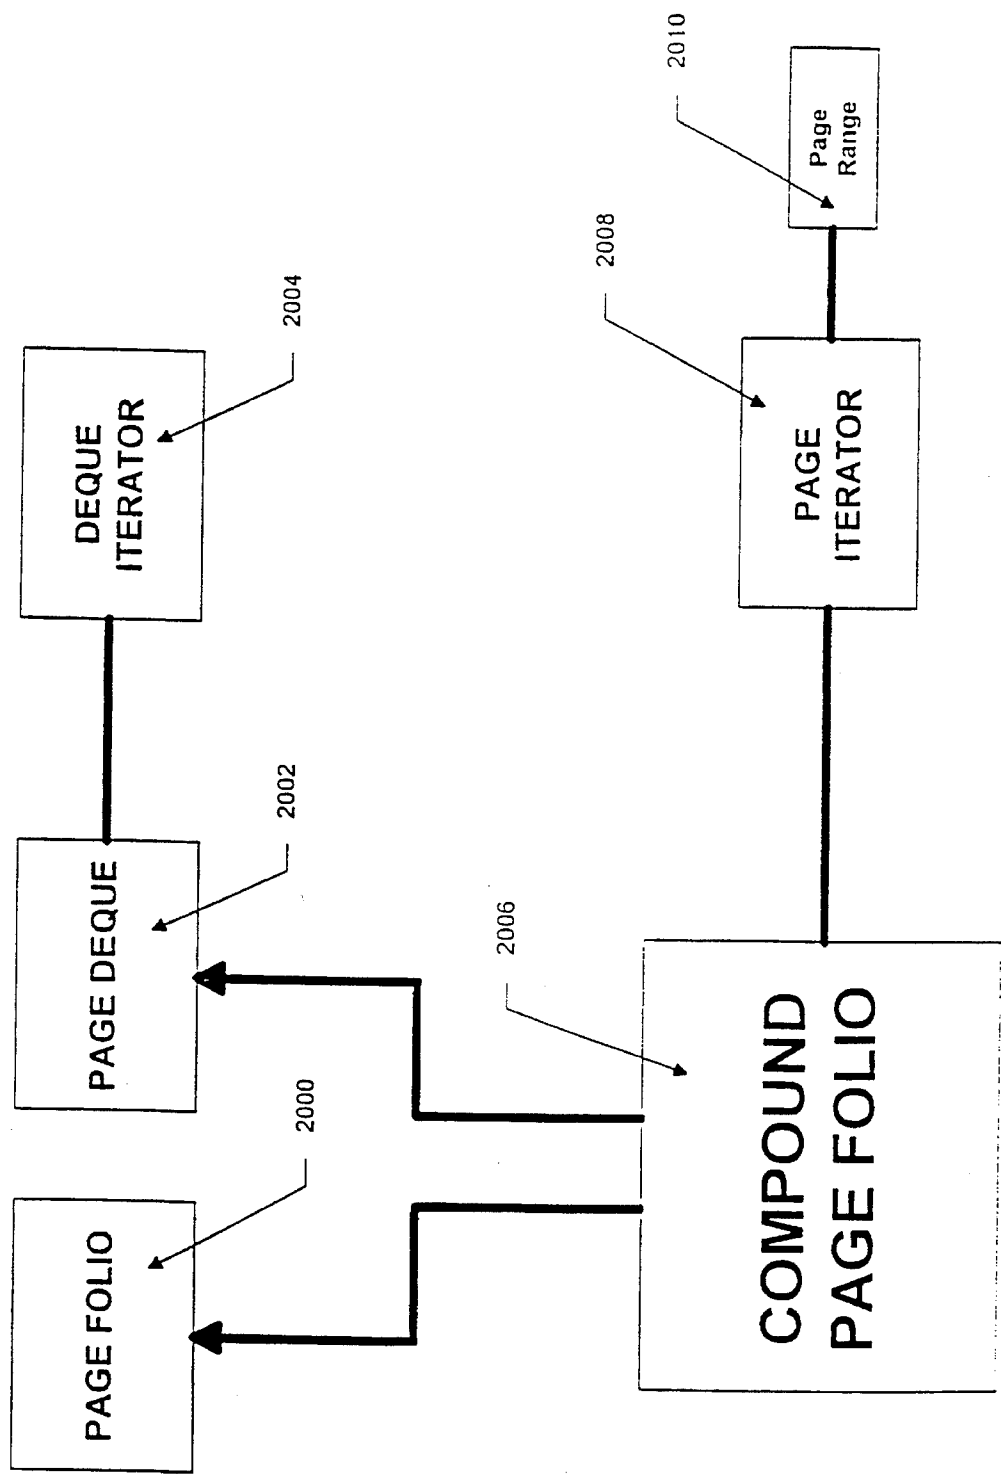 PAGE FOLIO
2000
PAGE DEQUE
2002
DEQUE
ITERATOR
2004
COMPOUND
PAGE FOLIO
2006
PAGE
ITERATOR
2008
Page
Range
2010